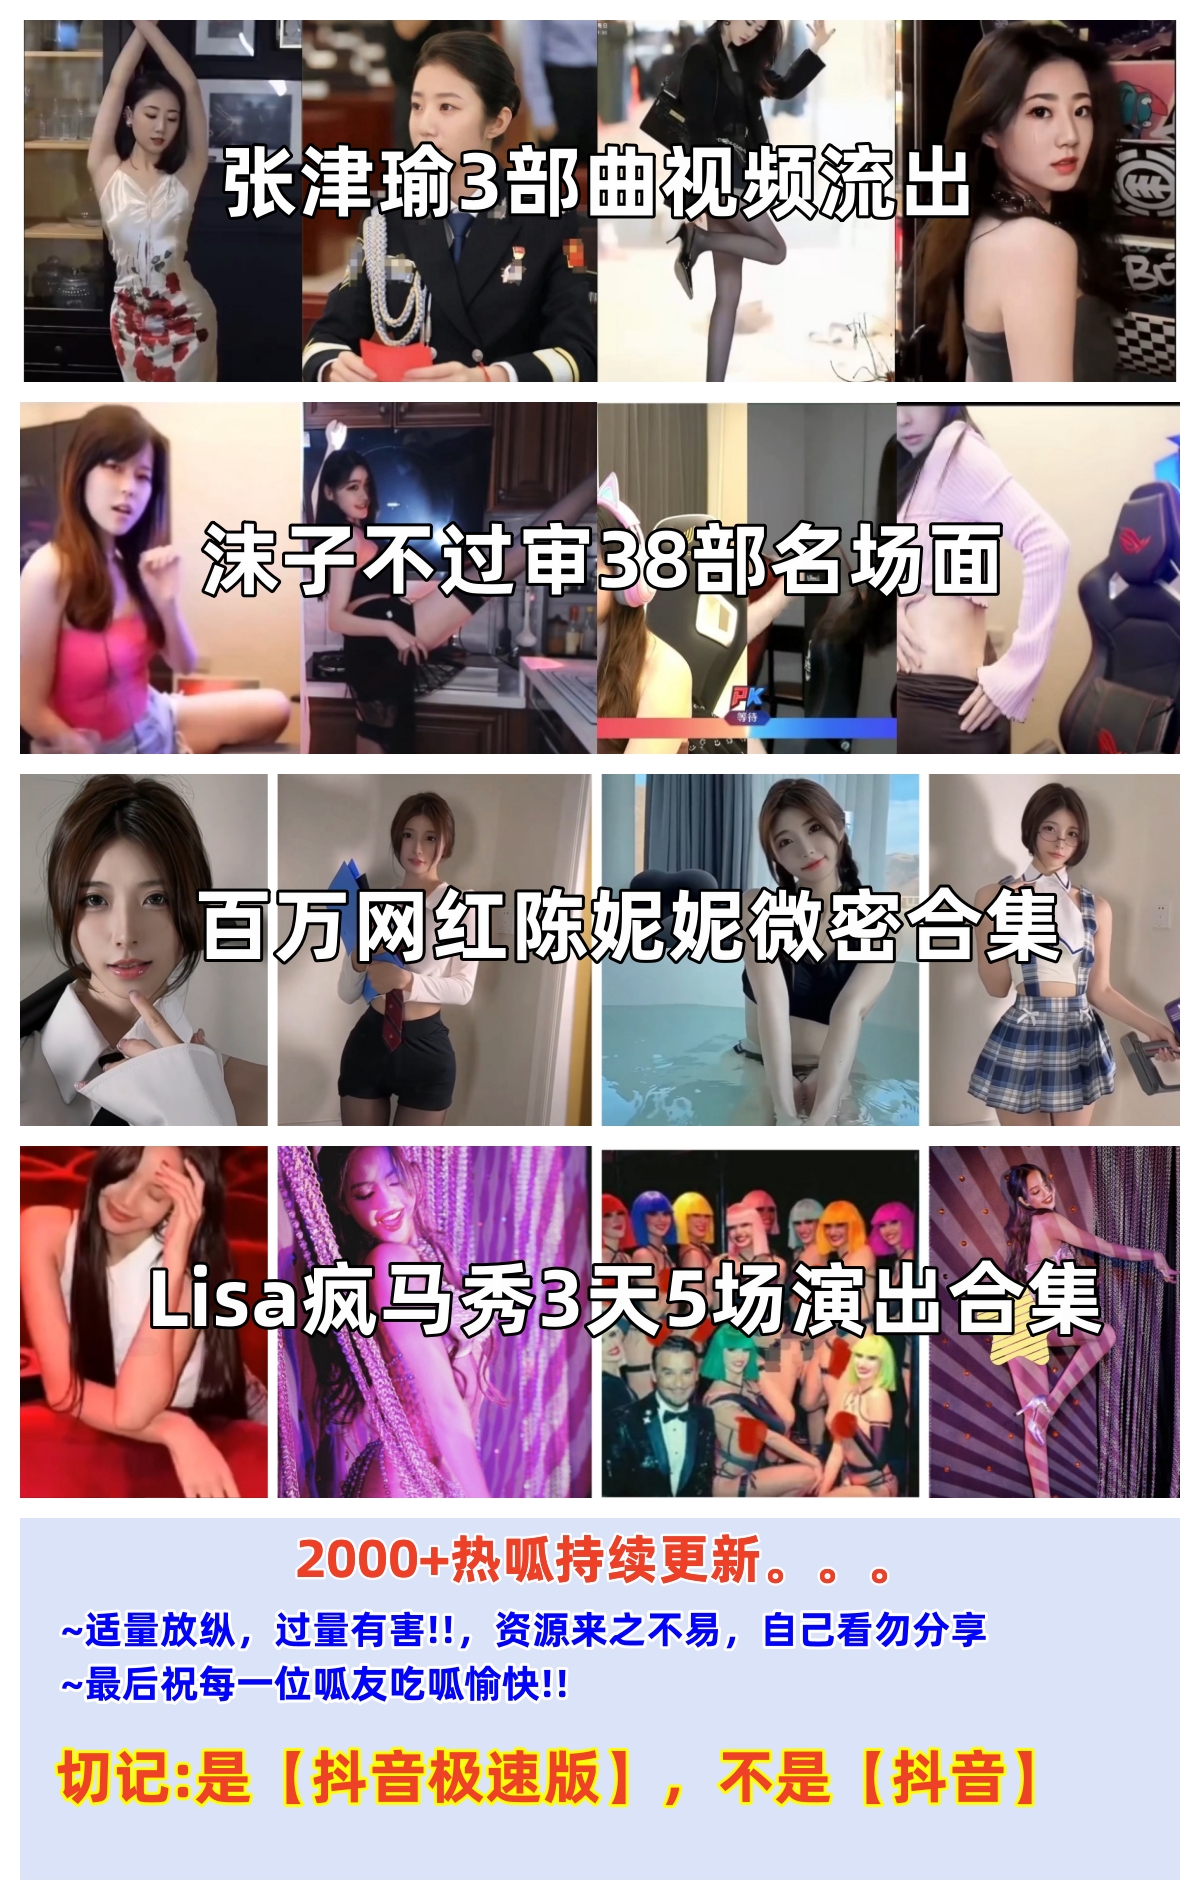 张津瑜3部曲视频流出
沫子不过审38部名场面
PK
等待
百万网红陈妮妮微密合集
Lisa疯马秀3天5场演出合集
2000+热呱持续更新。。。
~适量放纵，过量有害!!，资源来之不易，自己看勿分享
~最后祝每一位呱友吃呱愉快!!
切记:是【抖音极速版】，不是【抖音】